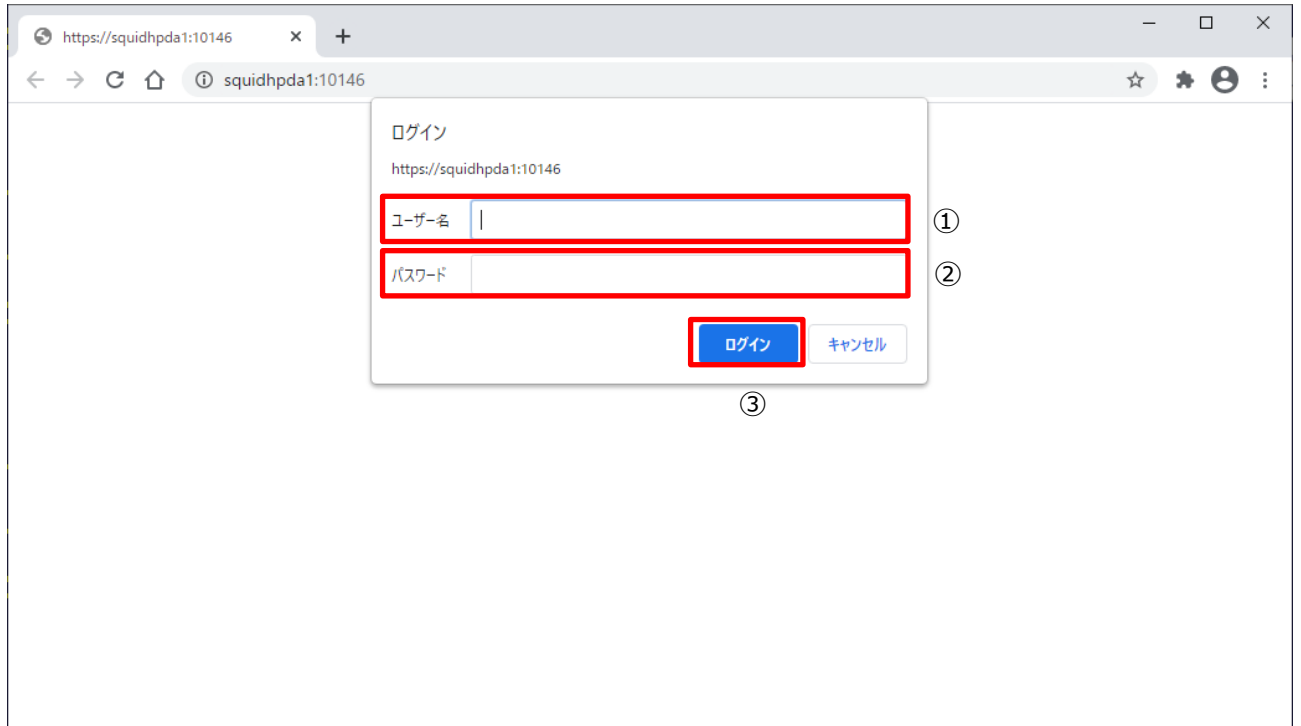 https://squidhpda1:10146
squidhpda1:10146
ログイン
https://squidhpda1:10146
ユーザー名 ①
パスワード ②
ログイン キャンセル
③